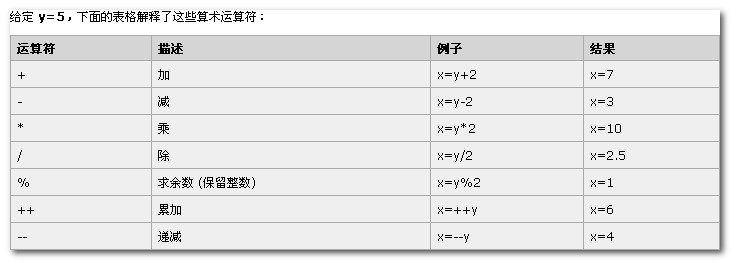 给定 y=5，下面的表格解释了这些算术运算符：
运算符 描述 例子 结果
+ 加 x=y+2 x=7
- 减 x=y-2 x=3
* 乘 x=y*2 x=10
/ 除 x=y/2 x=2.5
% 求余数 (保留整数) x=y%2 x=1
++ 累加 x=++y x=6
-- 递减 x=--y x=4